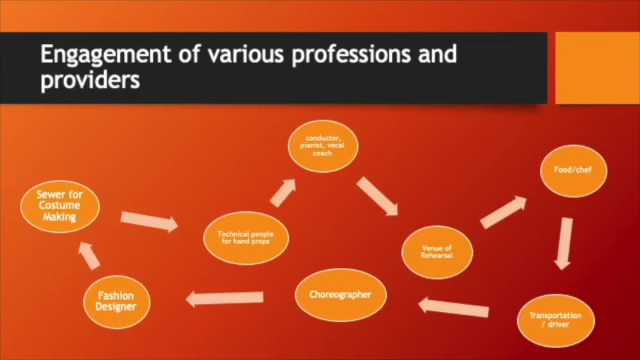 Engagement of various professions and
providers
conductor,
pianist, vocal
coach
Food/chef
Sewer for
Costume
Making
Technical people
for hand props
Venue of
Rehearsal
Fashion
Designer
Choreographer
Transportation
/ driver